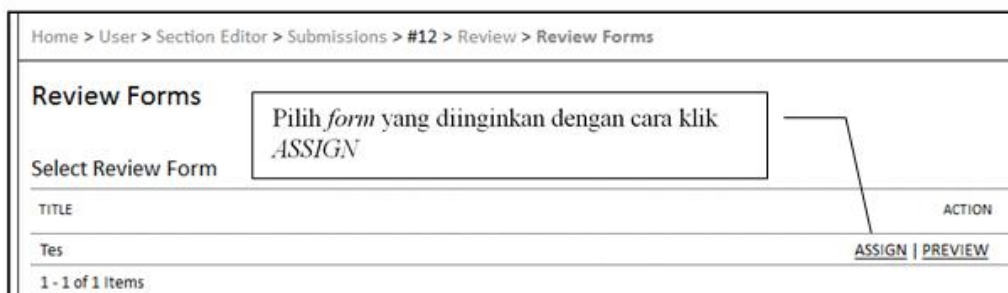 Home > User > Section Editor > Submissions > #12 > Review > Review Forms
Review Forms
Pilih form yang diinginkan dengan cara klik
ASSIGN
Select Review Form
TITLE ACTION
Tes ASSIGN | PREVIEW
1 - 1 of 1 Items